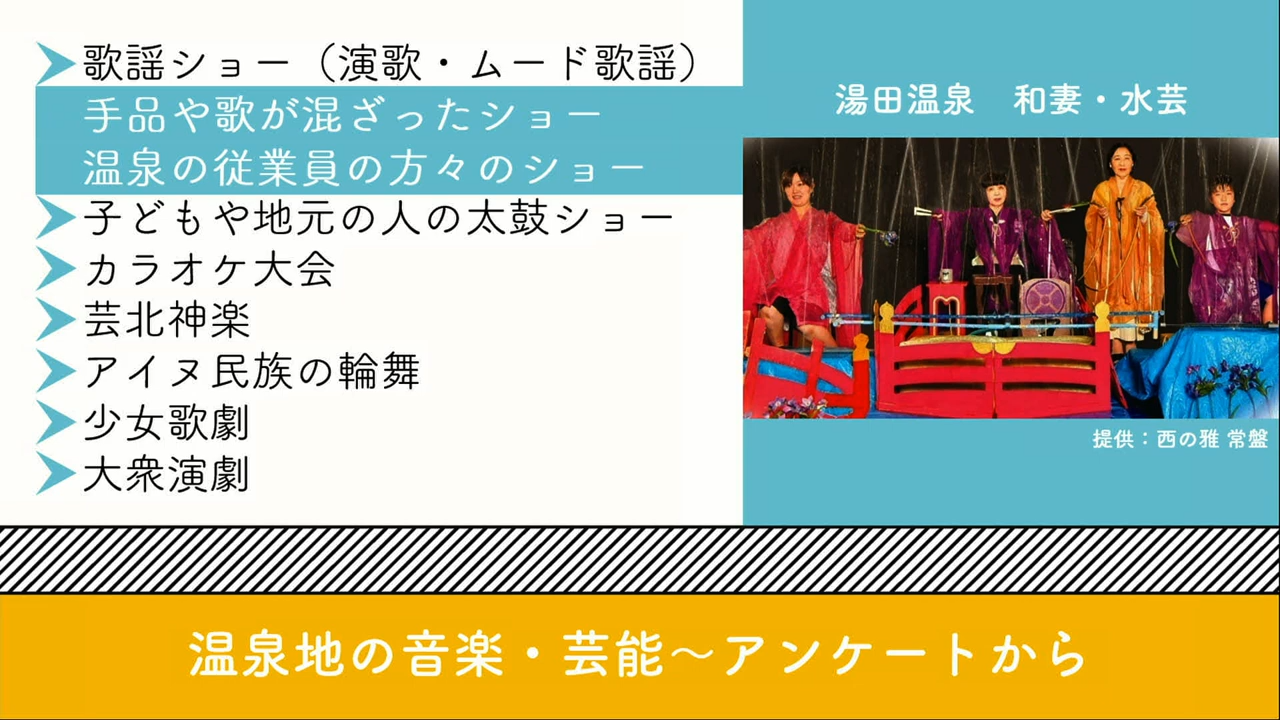 歌謡ショー（演歌・ムード歌謡）
手品や歌が混ざったショー
温泉の従業員の方々のショー
子どもや地元の人の太鼓ショー
カラオケ大会
芸北神楽
アイヌ民族の輪舞
少女歌劇
大衆演劇
湯田温泉　和妻・水芸
提供：西の雅 常盤
温泉地の音楽・芸能～アンケートから